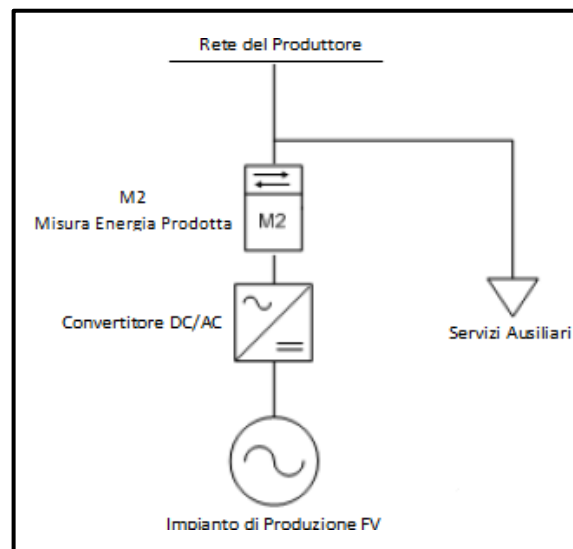 Rete del Produttore
M2
Misura Energia Prodotta
M2
Convertitore DC/AC
Servizi Ausiliari
Impianto di Produzione FV